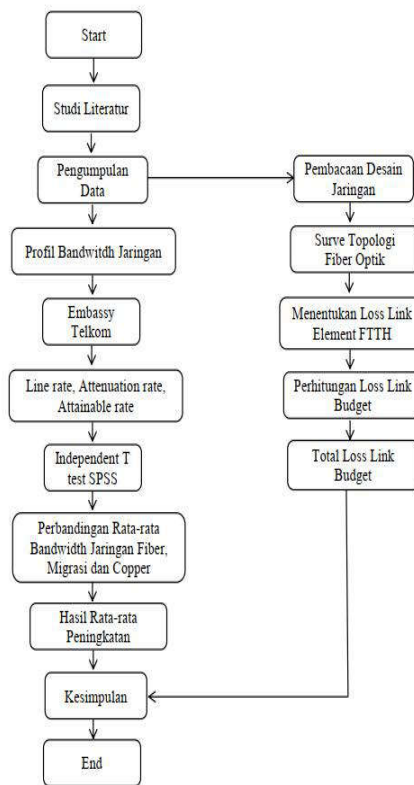 Start
Studi Literatur
Pengumpulan
Data
Profil Bandwitdh Jaringan
Embassy
Telkom
Line rate, Attenuation rate,
Attainable rate
Independent T
test SPSS
Perbandingan Rata-rata
Bandwidth Jaringan Fiber,
Migrasi dan Copper
Hasil Rata-rata
Peningkatan
Kesimpulan
End
Pembacaan Desain
Jaringan
Surve Topologi
Fiber Optik
Menentukan Loss Link
Element FTTH
Perhitungan Loss Link
Budget
Total Loss Link
Budget